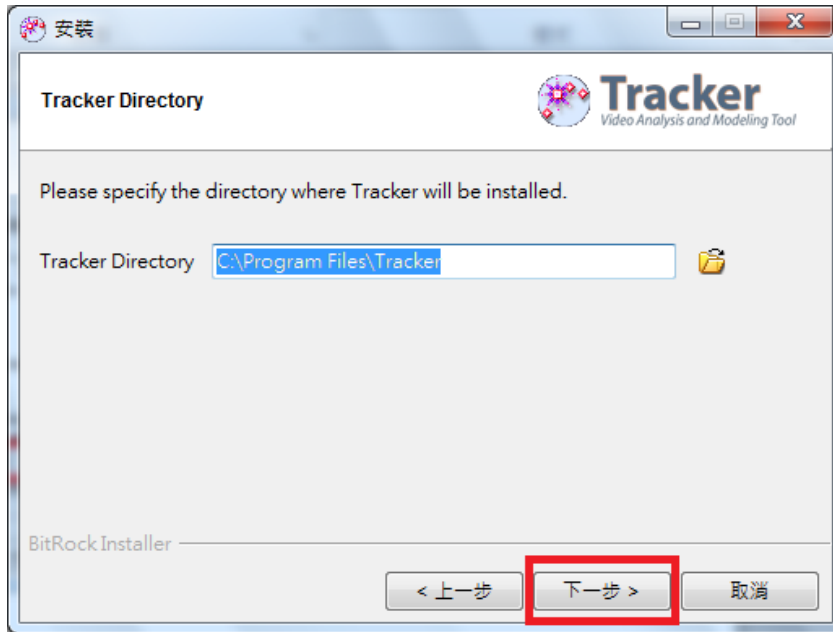 安裝
Tracker Directory
Tracker
Video Analysis and Modeling Tool
Please specify the directory where Tracker will be installed.
Tracker Directory C:\Program Files\Tracker
BitRock Installer
< 上一步 下一步 > 取消